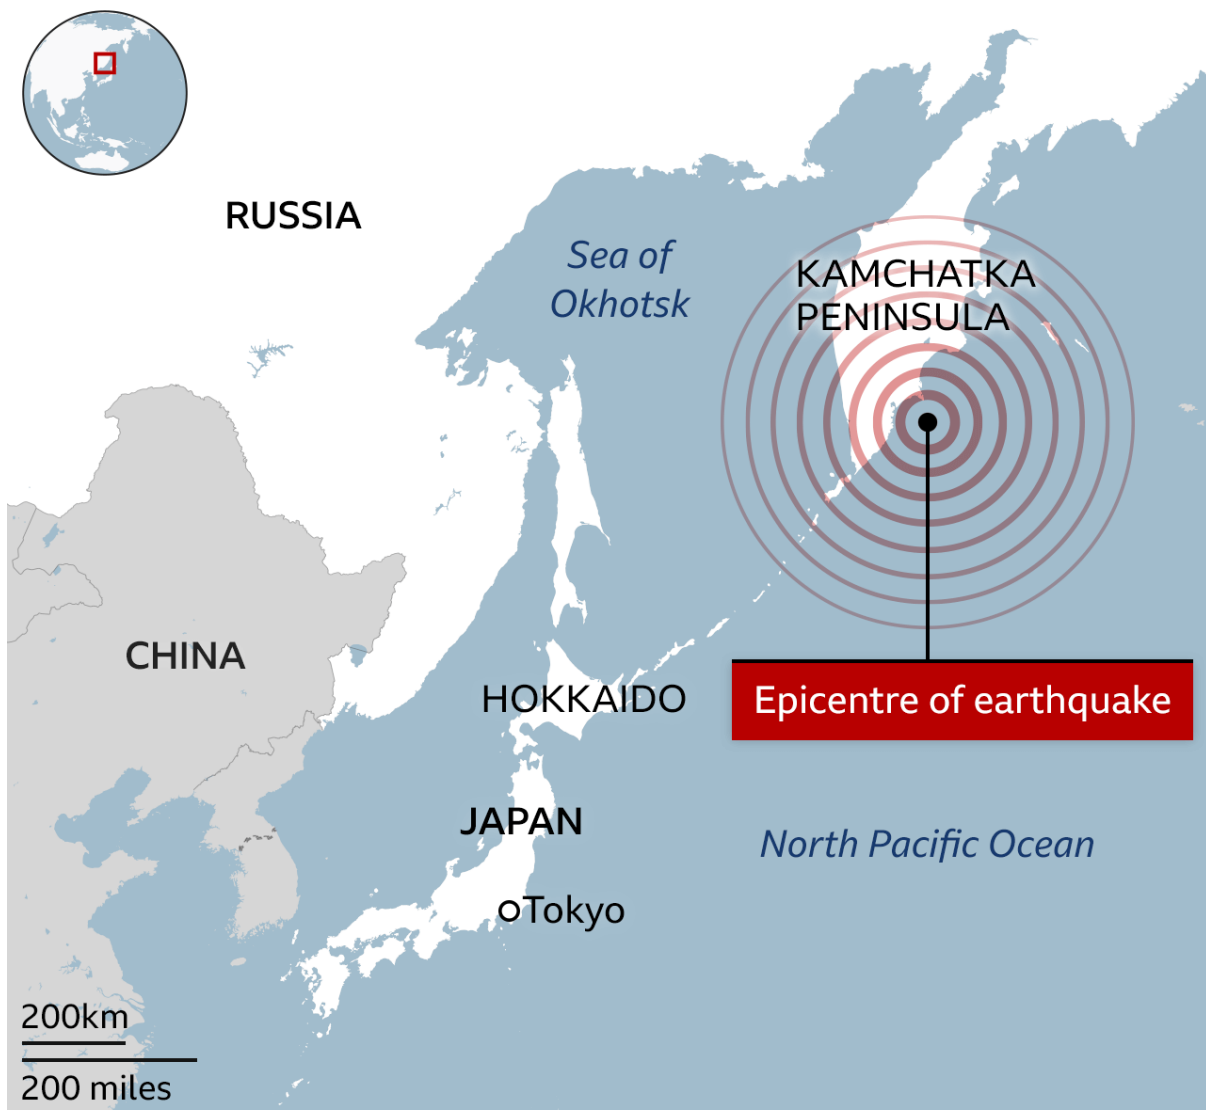 RUSSIA
Sea of
Okhotsk
KAMCHATKA
PENINSULA
CHINA
HOKKAIDO
Epicentre of earthquake
JAPAN
North Pacific Ocean
Tokyo
200km
200 miles